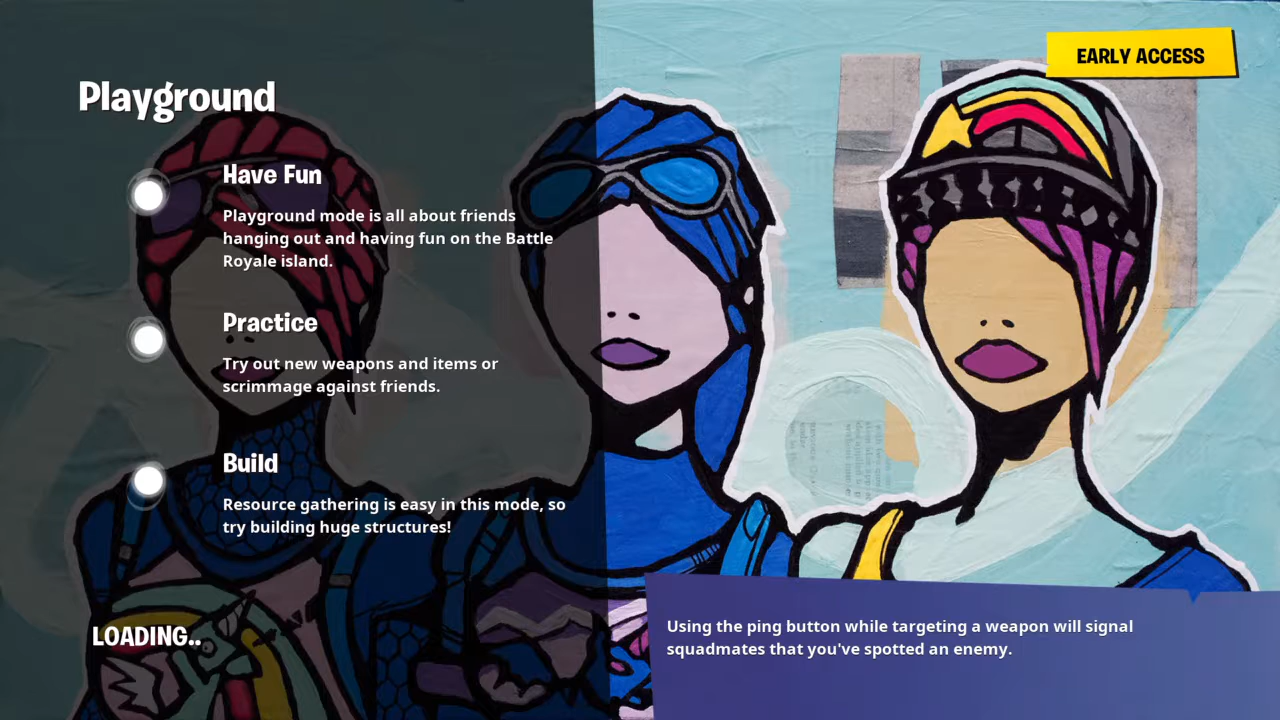 EARLY ACCESS
Playground
Have Fun
Playground mode is all about friends
hanging out and having fun on the Battle
Royale island.
Practice
Try out new weapons and items or
scrimmage against friends.
Build
Resource gathering is easy in this mode, so
try building huge structures!
LOADING..
Using the ping button while targeting a weapon will signal
squadmates that you've spotted an enemy.